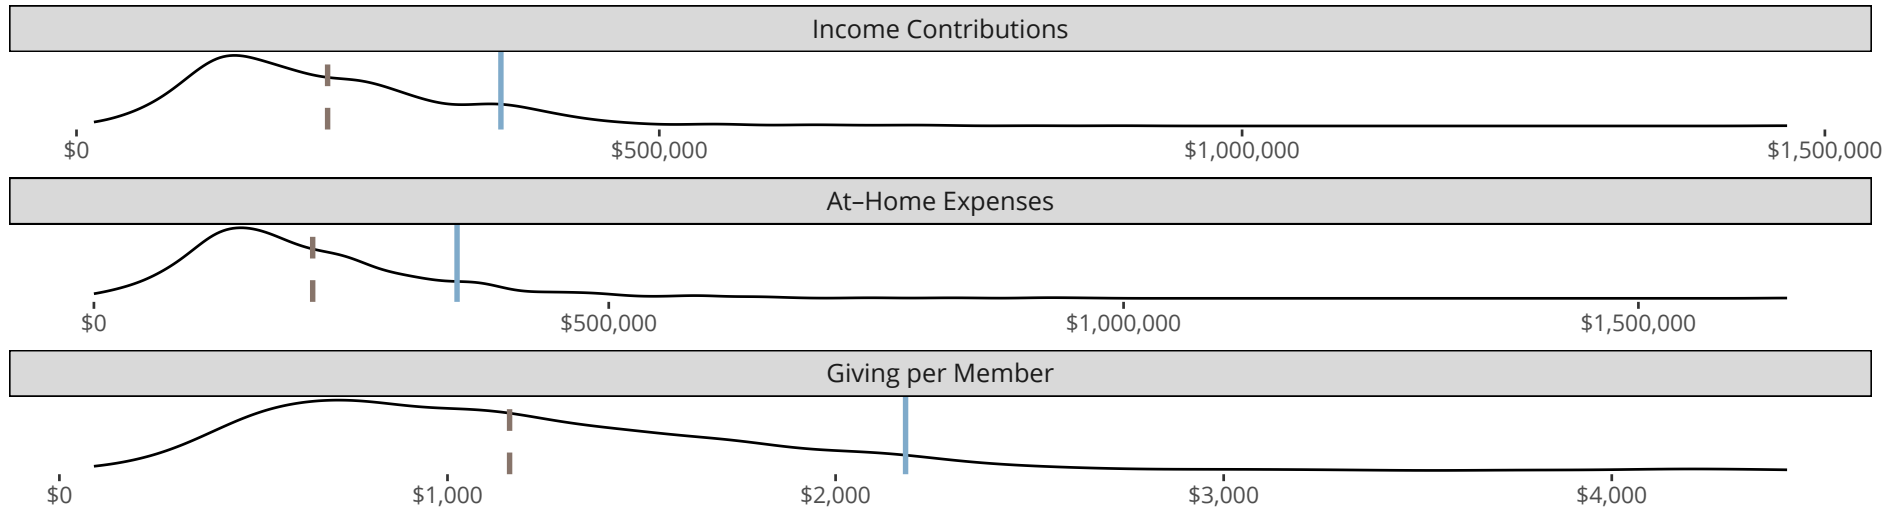 Income Contributions
$0 $500,000 $1,000,000 $1,500,000
At–Home Expenses
$0 $500,000 $1,000,000 $1,500,000
Giving per Member
$0 $1,000 $2,000 $3,000 $4,000